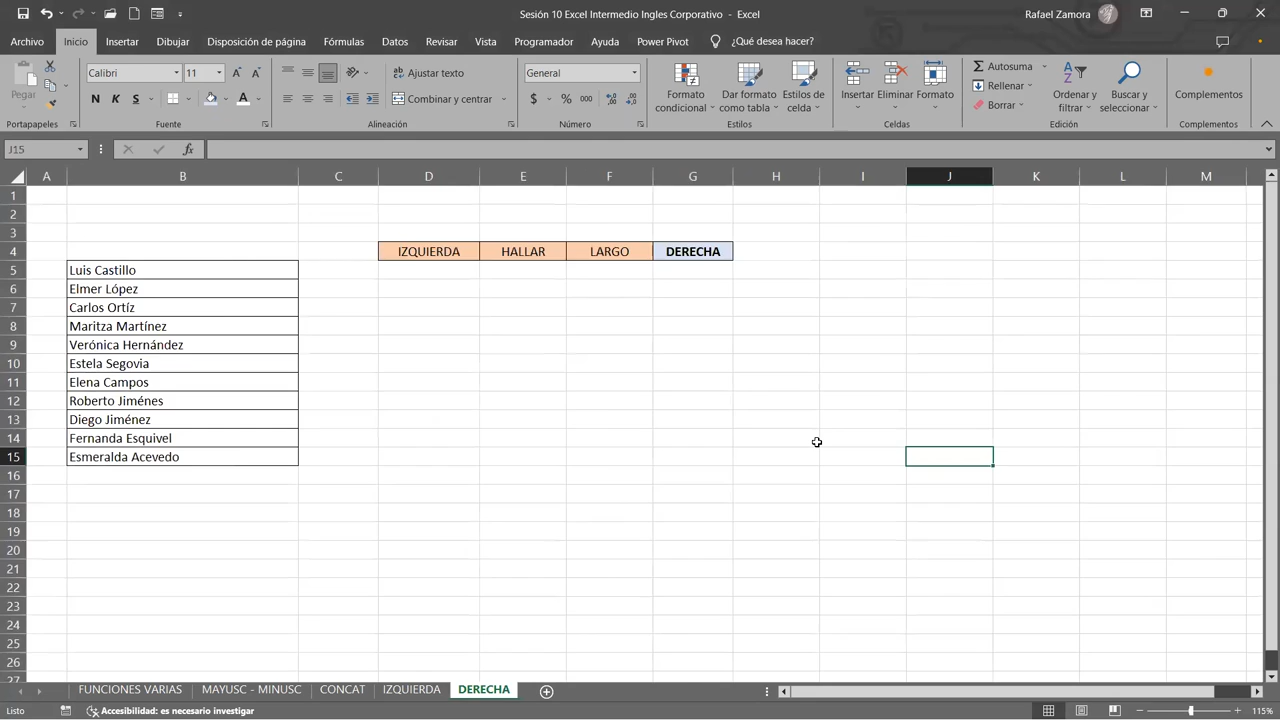 Sesión 10 Excel Intermedio Ingles Corporativo - Excel
Rafael Zamora
Archivo Inicio Insertar Dibujar Disposición de página Fórmulas Datos Revisar Vista Programador Ayuda Power Pivot ¿Qué desea hacer?
Pegar
Calibri 11
N K S
Ajustar texto
Combinar y centrar
General
$ % 000
Formato condicional
Dar formato como tabla
Estilos de celda
Insertar Eliminar Formato
Autosuma
Rellenar
Borrar
Ordenar y filtrar
Buscar y seleccionar
Complementos
Portapapeles Fuente Alineación Número Estilos Celdas Edición Complementos
J15 fx
A B C D E F G H I J K L M
1
2
3
4 IZQUIERDA HALLAR LARGO DERECHA
5 Luis Castillo
6 Elmer López
7 Carlos Ortíz
8 Maritza Martínez
9 Verónica Hernández
10 Estela Segovia
11 Elena Campos
12 Roberto Jiménes
13 Diego Jiménez
14 Fernanda Esquivel
15 Esmeralda Acevedo
16
17
18
19
20
21
22
23
24
25
26
27
FUNCIONES VARIAS MAYUSC - MINUSC CONCAT IZQUIERDA DERECHA
Listo Accesibilidad: es necesario investigar 115%